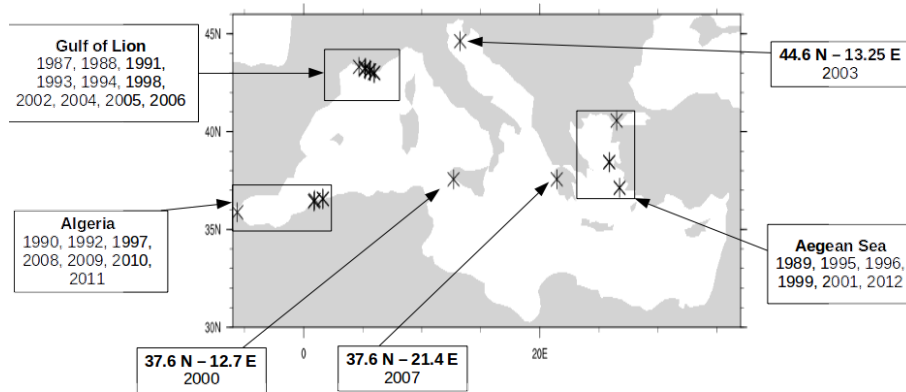 45N
40N
35N
30N
0
20E
Gulf of Lion
1987, 1988, 1991,
1993, 1994, 1998,
2002, 2004, 2005, 2006
44.6 N – 13.25 E
2003
Algeria
1990, 1992, 1997,
2008, 2009, 2010,
2011
Aegean Sea
1989, 1995, 1996,
1999, 2001, 2012
37.6 N – 12.7 E
2000
37.6 N – 21.4 E
2007